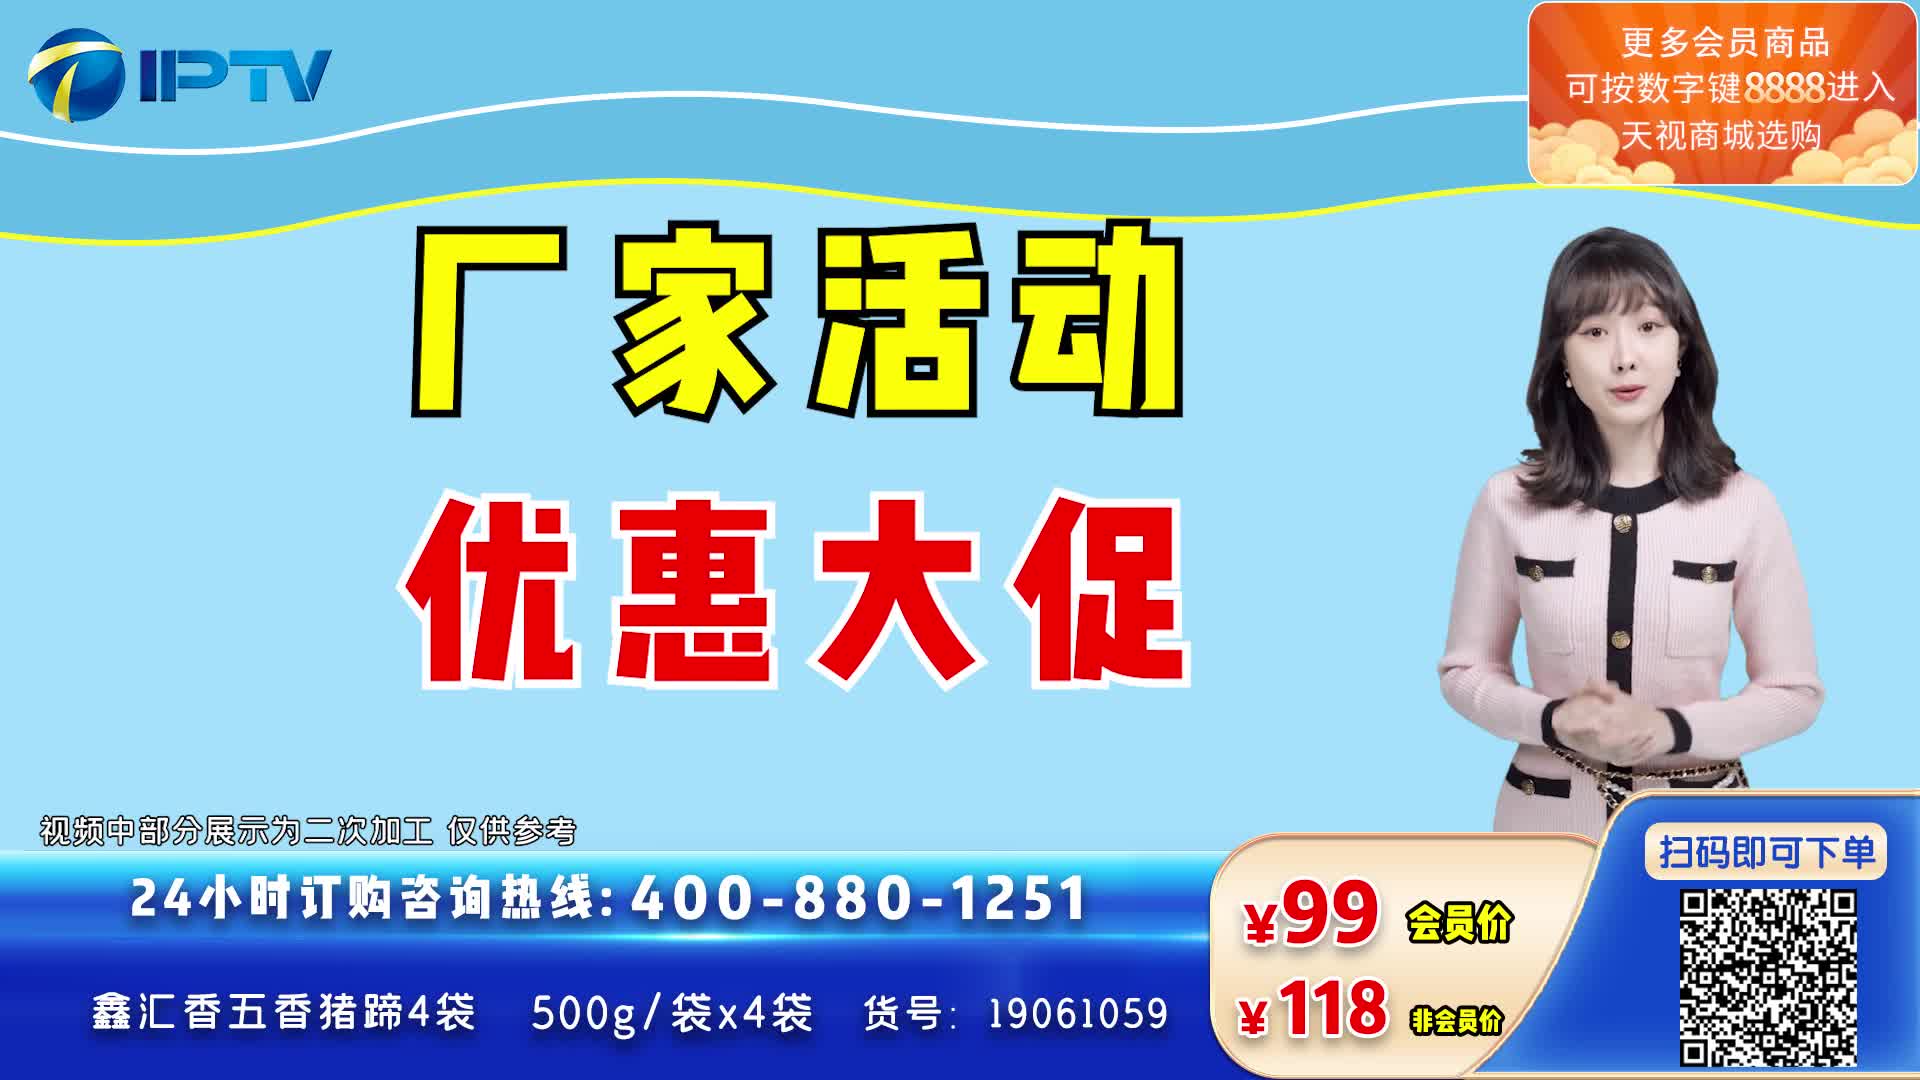 IPTV
更多会员商品
可按数字键8888进入
天视商城选购
厂家活动
优惠大促
视频中部分展示为二次加工 仅供参考
24小时订购咨询热线:400-880-1251
鑫汇香五香猪蹄4袋 500g/袋x4袋 货号: 19061059
¥99 会员价
¥118 非会员价
扫码即可下单